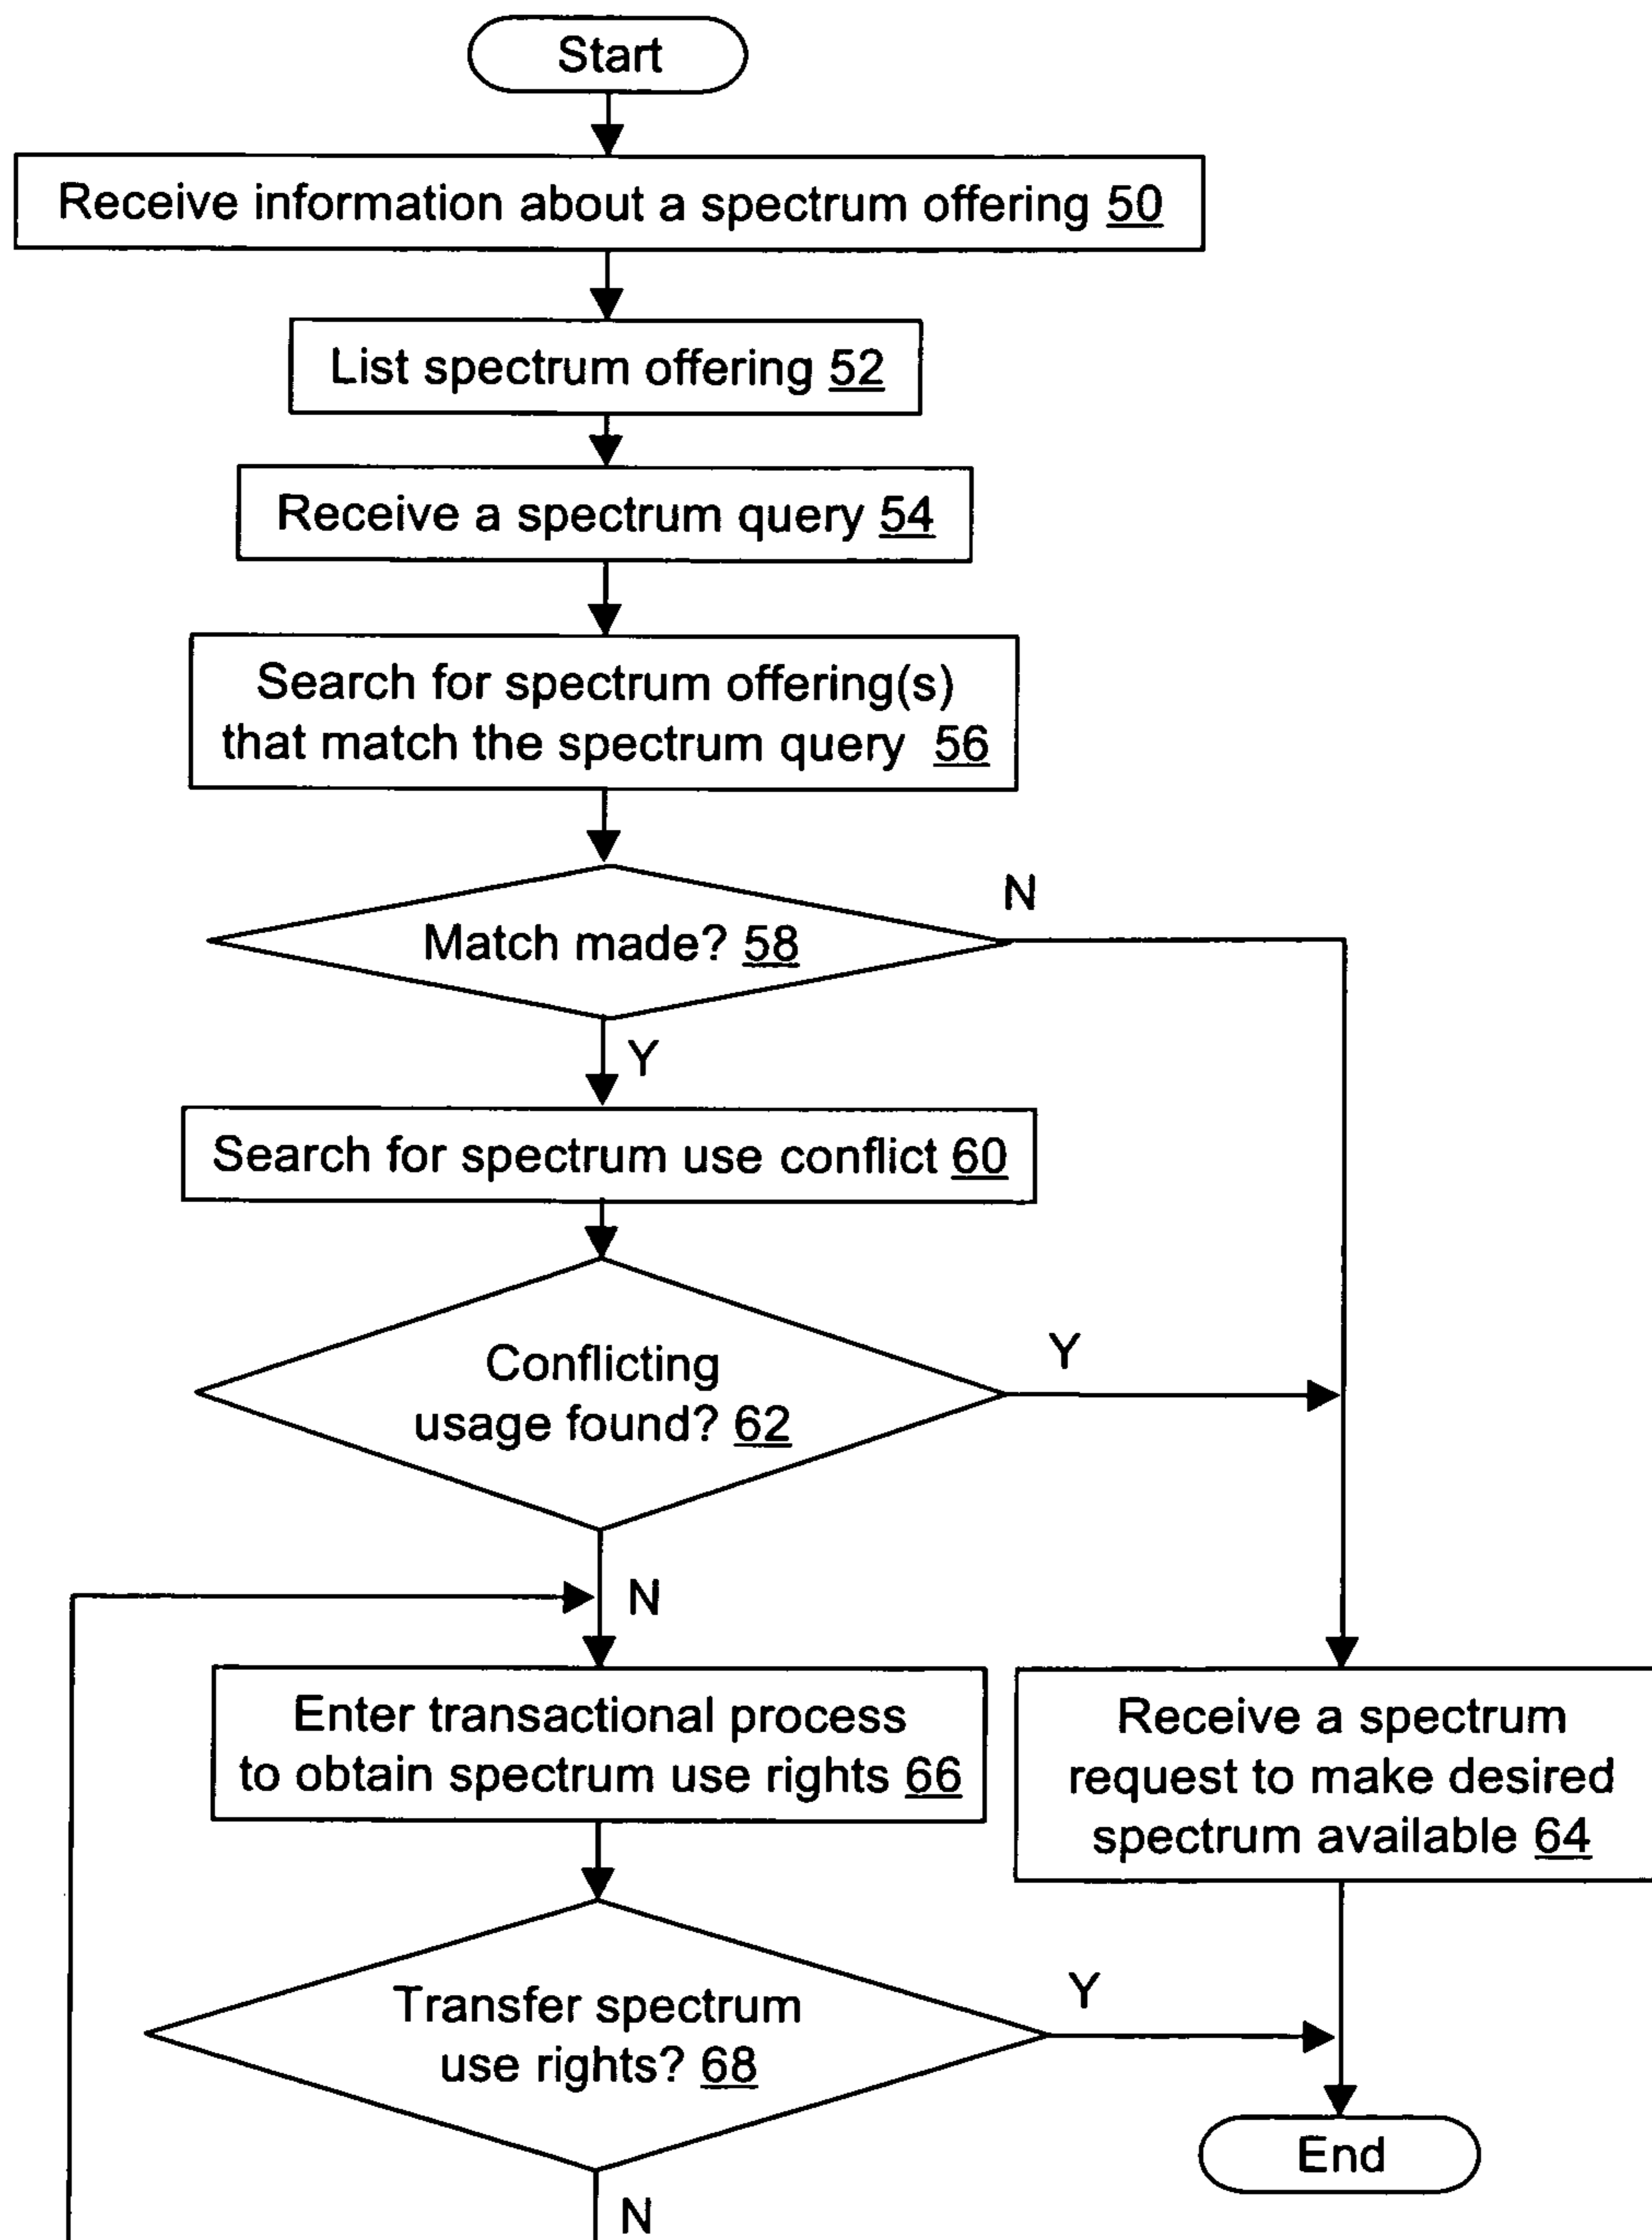 Start
Receive information about a spectrum offering 50
List spectrum offering 52
Receive a spectrum query 54
Search for spectrum offering(s)
that match the spectrum query 56
Match made? 58
N
Y
Search for spectrum use conflict 60
Conflicting
usage found? 62
Y
N
Enter transactional process
to obtain spectrum use rights 66
Receive a spectrum
request to make desired
spectrum available 64
Transfer spectrum
use rights? 68
Y
N
End